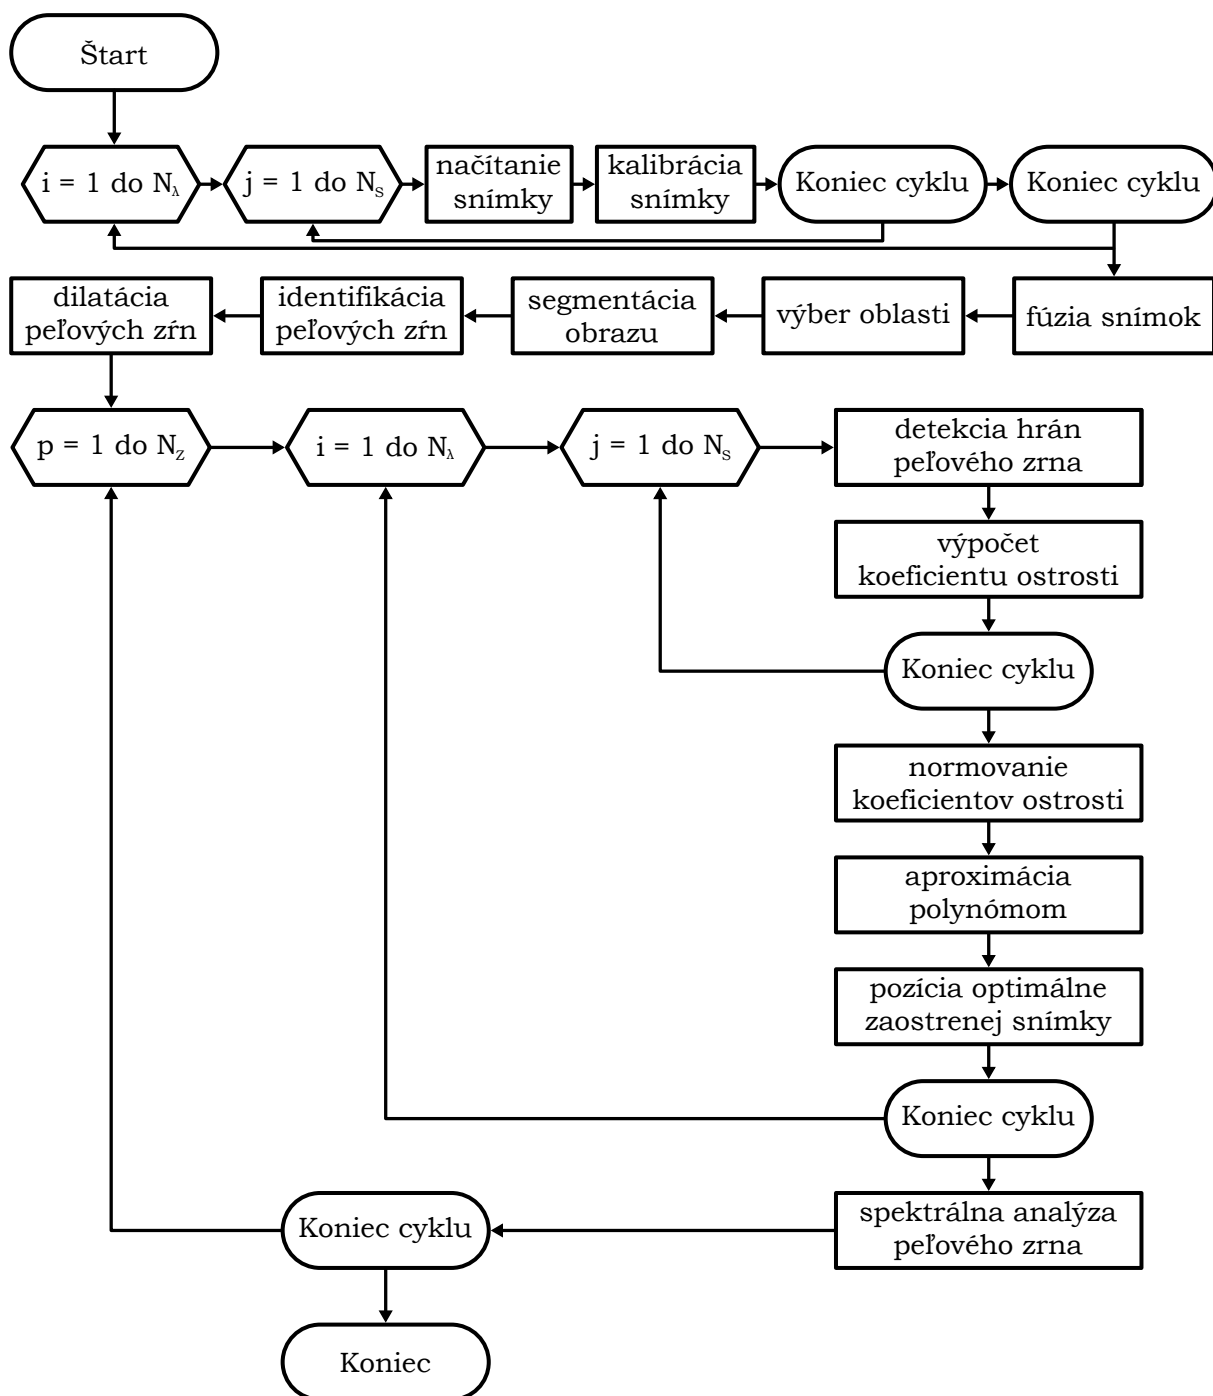 Štart
i = 1 do Nλ
j = 1 do Ns
načítanie
snímky
kalibrácia
snímky
Koniec cyklu
Koniec cyklu
dilatácia
peľových zŕn
identifikácia
peľových zŕn
segmentácia
obrazu
výber oblasti
fúzia snímok
p = 1 do Nz
i = 1 do Nλ
j = 1 do Ns
detekcia hrán
peľového zrna
výpočet
koeficientu ostrosti
Koniec cyklu
normovanie
koeficientov ostrosti
aproximácia
polynómom
pozícia optimálne
zaostrenej snímky
Koniec cyklu
spektrálna analýza
peľového zrna
Koniec cyklu
Koniec